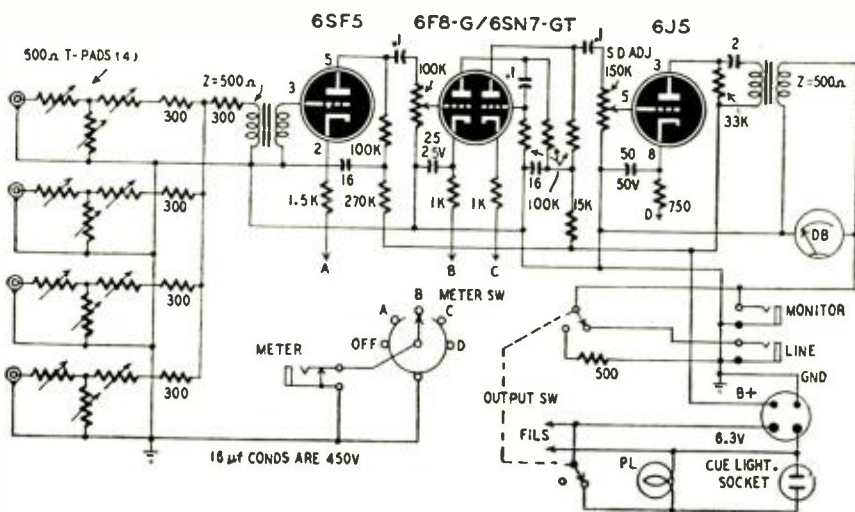 6SF5
6F8-G/6SN7-GT
6J5
500Ω T-PADS (4)
Z=500Ω
300
300
5
3
2
.1
100K
.1
.1
S D ADJ
150K
3
5
8
2
Z=500Ω
33K
100K
16
25
25V
16
100K
50
50V
1.5K
270K
1K
1K
15K
D
750
A
B
C
DB
300
300
300
B
METER SW
A
C
OFF
D
METER
MONITOR
LINE
500
GND
B+
OUTPUT SW
FILS
6.3V
PL
CUE LIGHT.
SOCKET
16 µf CONDS ARE 450V